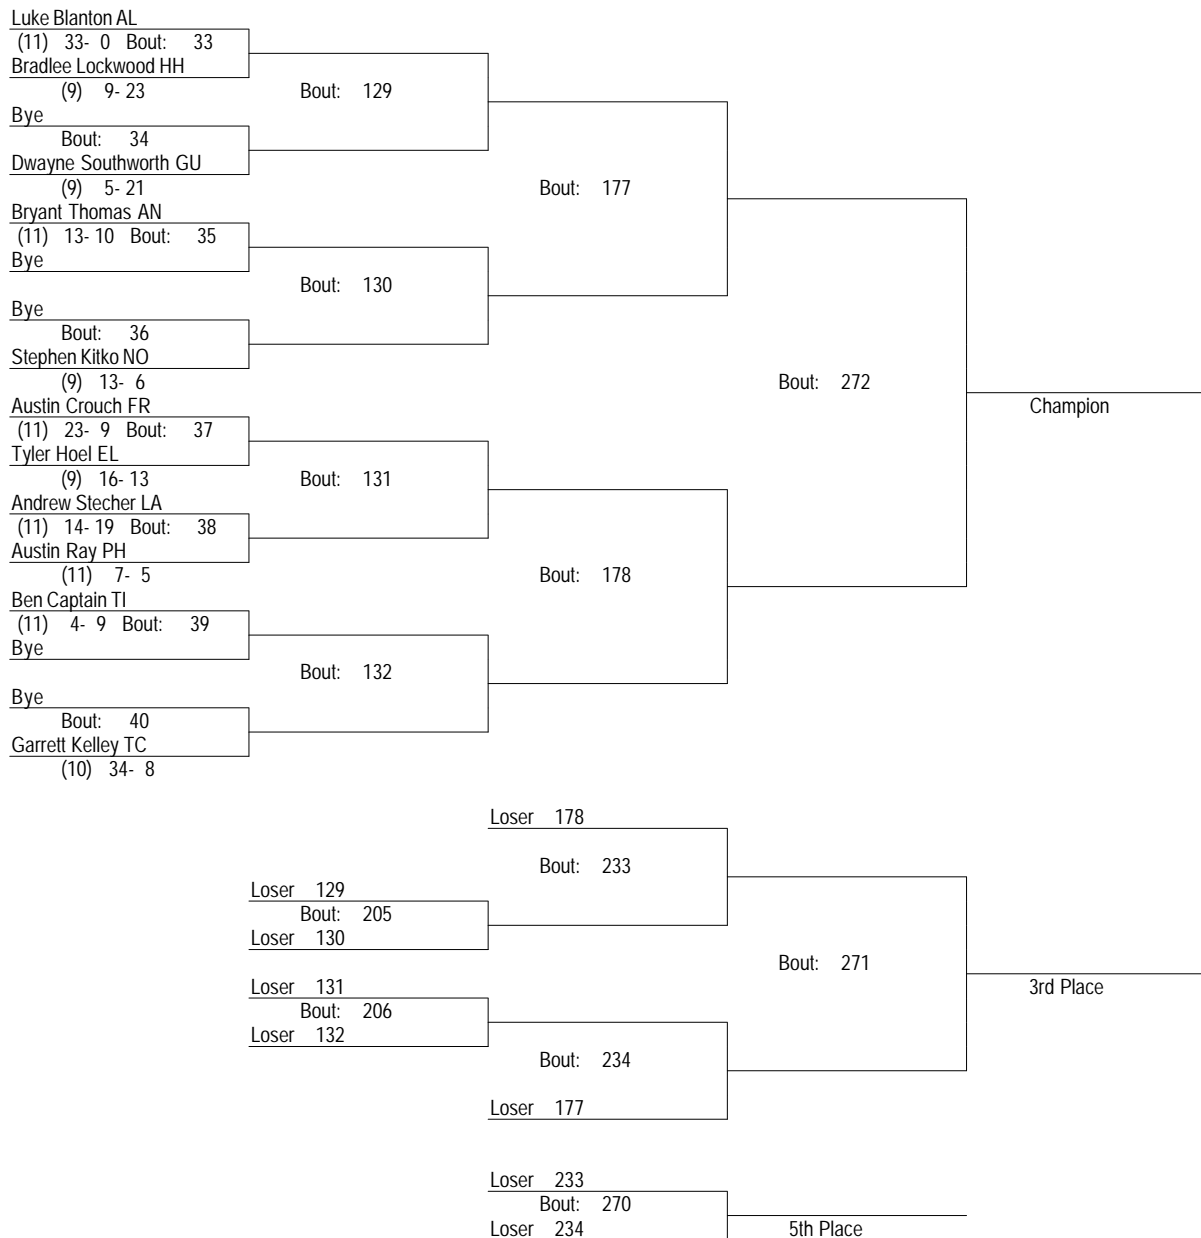 Luke Blanton AL
(11) 33- 0 Bout: 33
Bradlee Lockwood HH
(9) 9- 23
Bout: 129
Bye
Bout: 34
Dwayne Southworth GU
(9) 5- 21
Bout: 177
Bryant Thomas AN
(11) 13- 10 Bout: 35
Bye
Bout: 130
Bye
Bout: 36
Stephen Kitko NO
(9) 13- 6
Bout: 272
Austin Crouch FR
Champion
(11) 23- 9 Bout: 37
Tyler Hoel EL
(9) 16- 13
Bout: 131
Andrew Stecher LA
(11) 14- 19 Bout: 38
Austin Ray PH
(11) 7- 5
Bout: 178
Ben Captain TI
(11) 4- 9 Bout: 39
Bye
Bout: 132
Bye
Bout: 40
Garrett Kelley TC
(10) 34- 8
Loser 178
Bout: 233
Loser 129
Bout: 205
Loser 130
Bout: 271
Loser 131
3rd Place
Bout: 206
Loser 132
Bout: 234
Loser 177
Loser 233
Bout: 270
Loser 234
5th Place